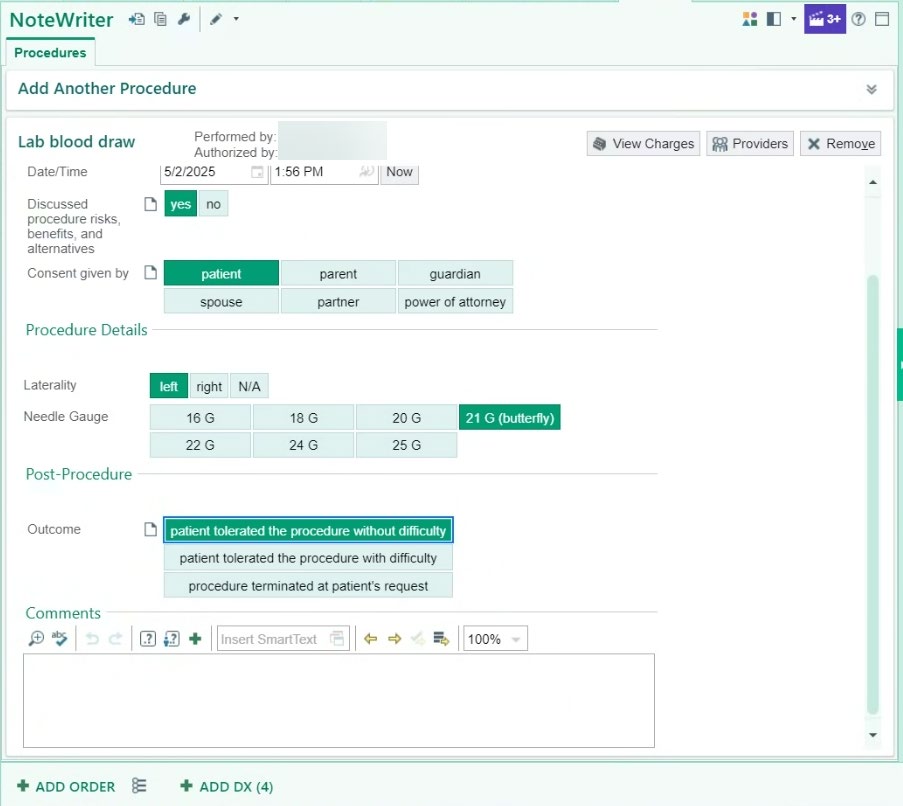 NoteWriter 3+
Procedures
Add Another Procedure
Lab blood draw
Performed by:
Authorized by:
View Charges Providers Remove
Date/Time 5/2/2025 1:56 PM Now
Discussed procedure risks, benefits, and alternatives yes no
Consent given by patient parent guardian
spouse partner power of attorney
Procedure Details
Laterality left right N/A
Needle Gauge 16 G 18 G 20 G 21 G (butterfly)
22 G 24 G 25 G
Post-Procedure
Outcome patient tolerated the procedure without difficulty
patient tolerated the procedure with difficulty
procedure terminated at patient's request
Comments
abc Insert SmartText 100%
ADD ORDER ADD DX (4)